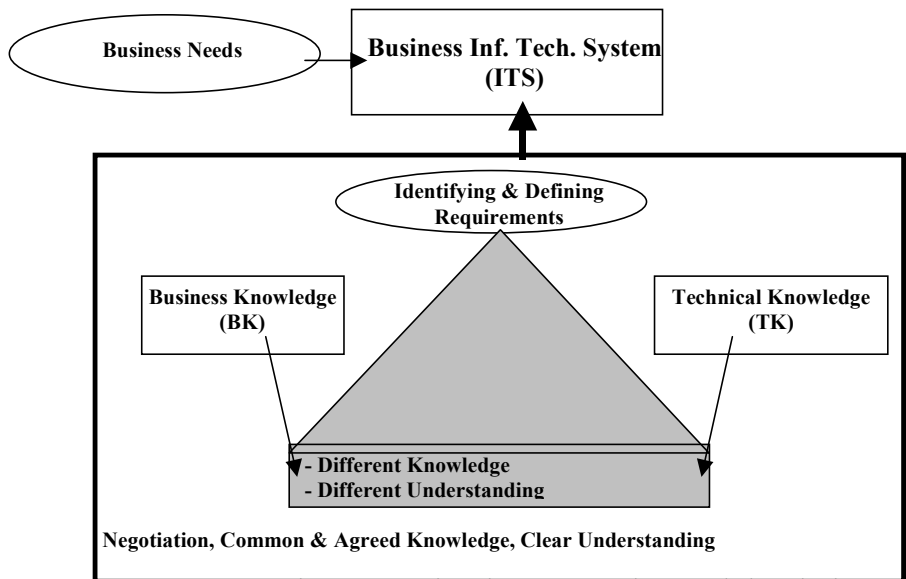 Business Needs
Business Inf. Tech. System
(ITS)
Identifying & Defining
Requirements
Business Knowledge
(BK)
Technical Knowledge
(TK)
- Different Knowledge
- Different Understanding
Negotiation, Common & Agreed Knowledge, Clear Understanding